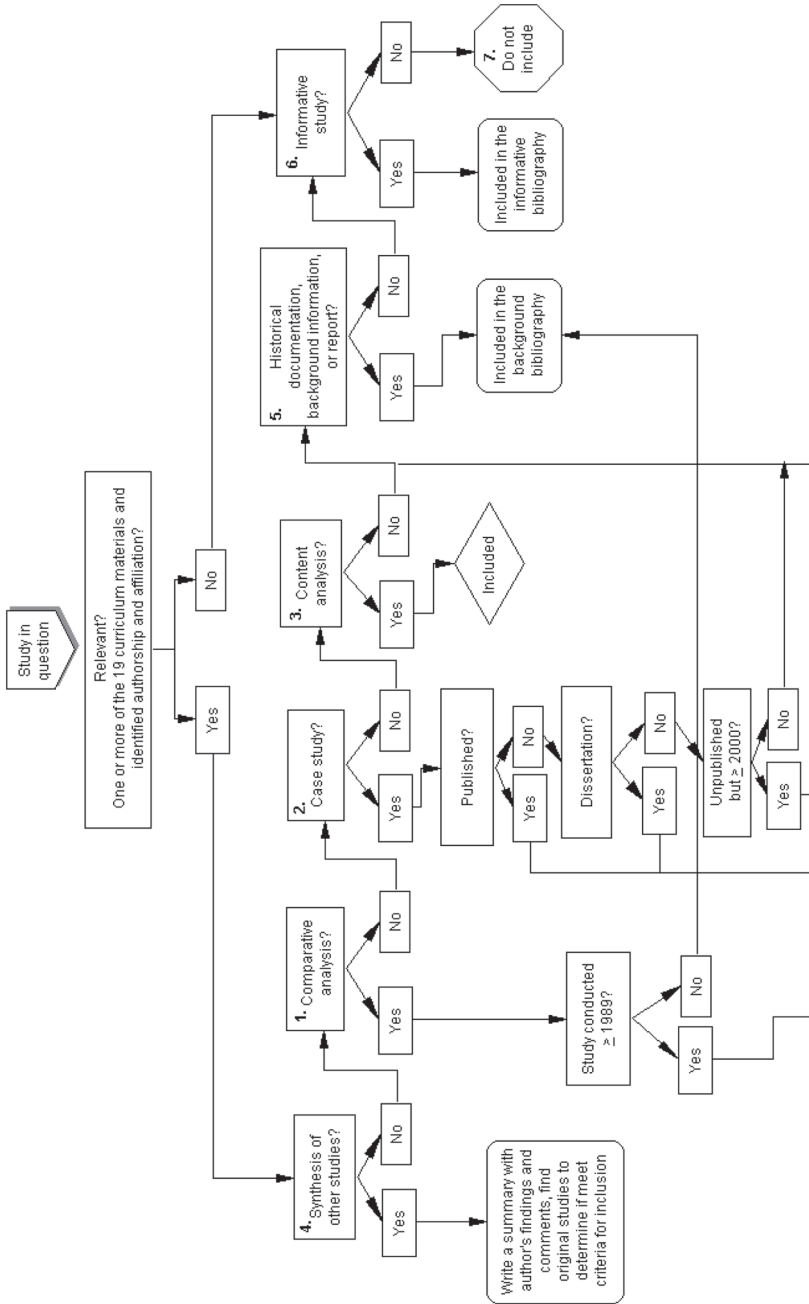 Study in
question
Relevant?
One or more of the 19 curriculum materials and
identified authorship and affiliation?
Yes
No
4. Synthesis of
other studies?
Yes
No
Write a summary with
author's findings and
comments, find
original studies to
determine if meet
criteria for inclusion
1. Comparative
analysis?
Yes
No
Study conducted
≥ 1989?
Yes
No
2. Case study?
Yes
No
Published?
Yes
No
Dissertation?
Yes
No
Unpublished
but ≥ 2000?
Yes
No
3. Content
analysis?
Yes
No
Included
5. Historical
documentation,
background information,
or report?
Yes
No
Included in the
background
bibliography
6. Informative
study?
Yes
No
Included in the
informative
bibliography
7.
Do not
include